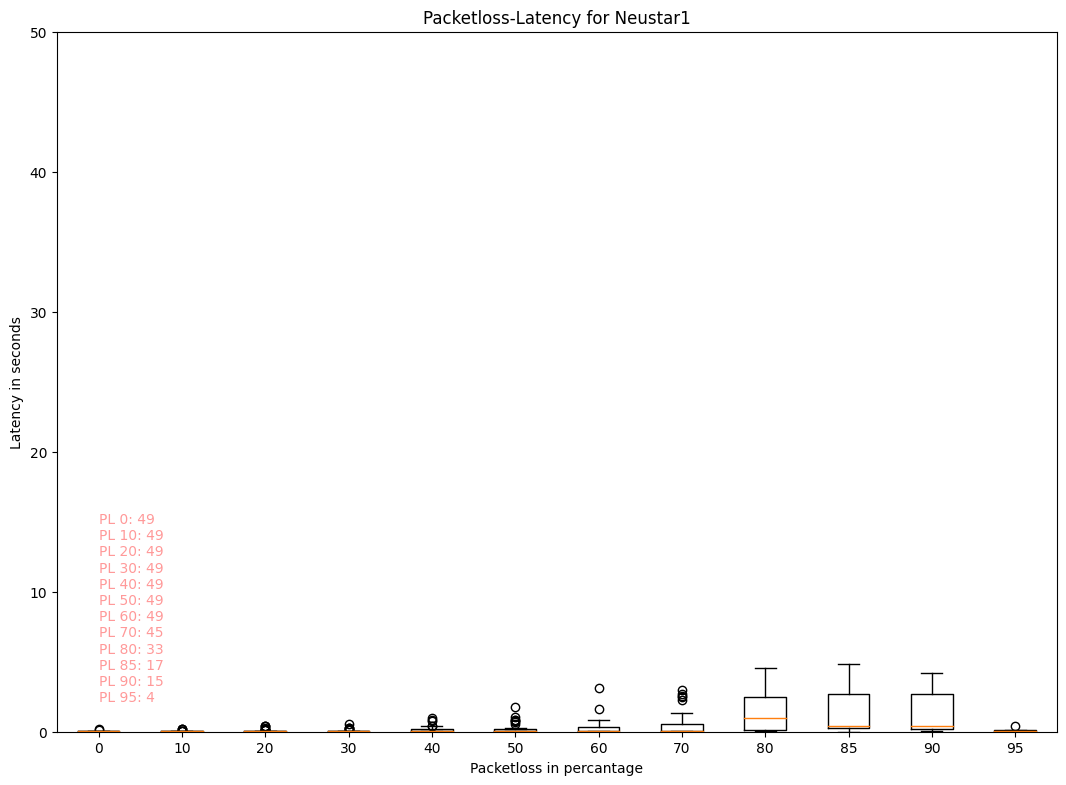 Packetloss-Latency for Neustar1
50
40
30
20
10
0
Latency in seconds
PL 0: 49
PL 10: 49
PL 20: 49
PL 30: 49
PL 40: 49
PL 50: 49
PL 60: 49
PL 70: 45
PL 80: 33
PL 85: 17
PL 90: 15
PL 95: 4
0 10 20 30 40 50 60 70 80 85 90 95
Packetloss in percantage